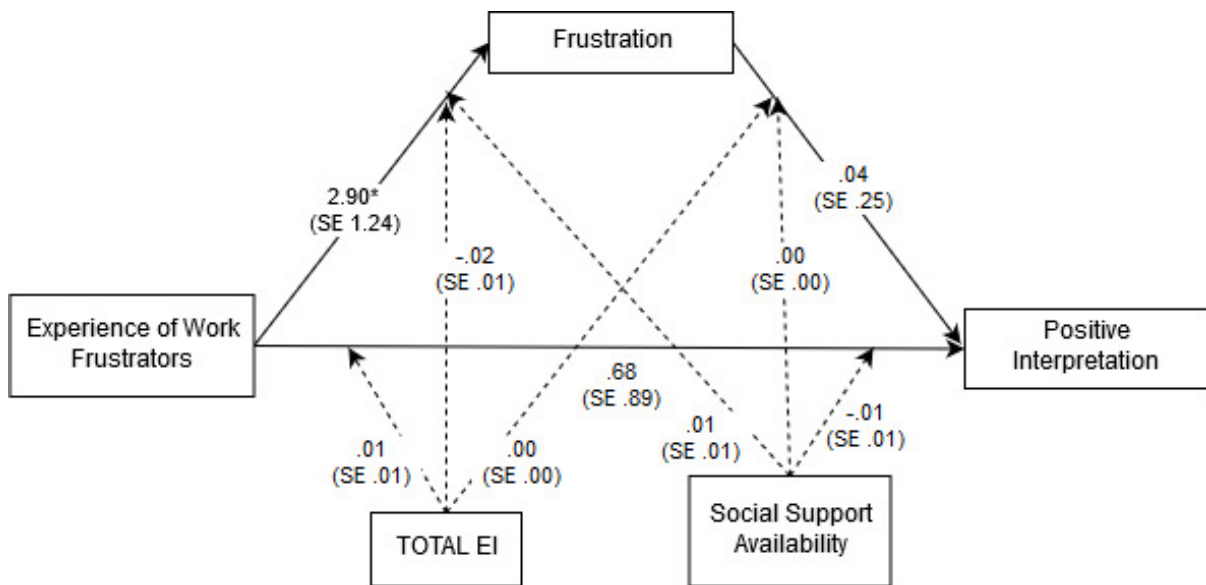 Frustration
2.90*
(SE 1.24)
.04
(SE .25)
-.02
(SE .01)
.00
(SE .00)
Experience of Work
Frustrators
Positive
Interpretation
.68
(SE .89)
.01
(SE .01)
.00
(SE .00)
.01
(SE .01)
-.01
(SE .01)
TOTAL EI
Social Support
Availability